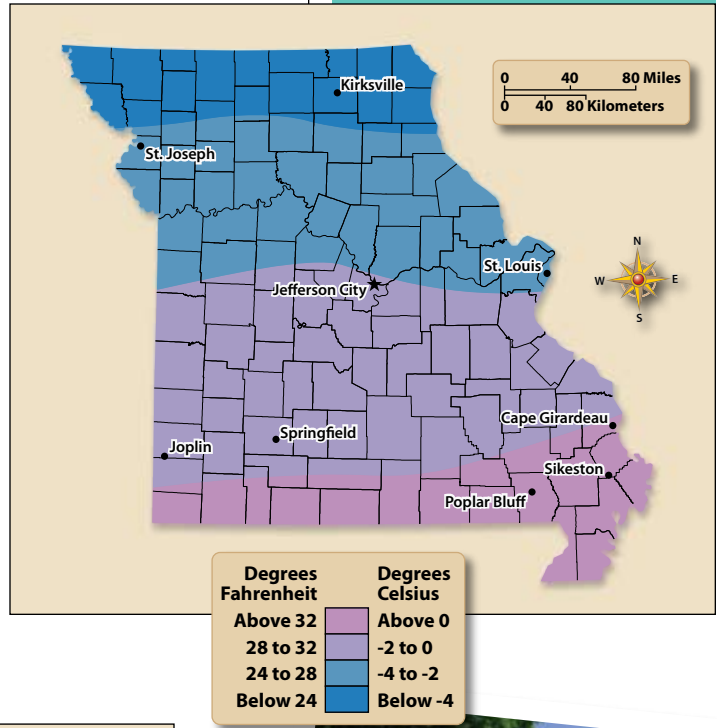 Kirksville
0 40 80 Miles
0 40 80 Kilometers
St. Joseph
N
W E
S
St. Louis
Jefferson City
Cape Girardeau
Springfield
Joplin
Sikeston
Poplar Bluff
Degrees Fahrenheit Degrees Celsius
Above 32 Above 0
28 to 32 -2 to 0
24 to 28 -4 to -2
Below 24 Below -4